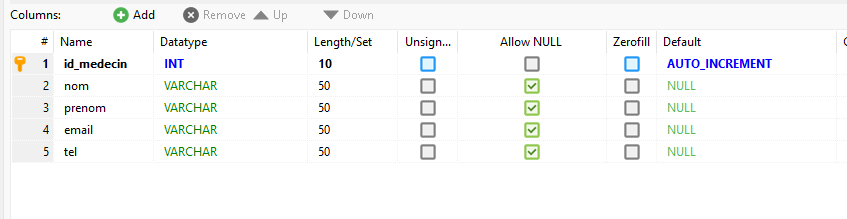 Columns: Add Remove Up Down
# Name Datatype Length/Set Unsign... Allow NULL Zerofill Default
1 id_medecin INT 10 AUTO_INCREMENT
2 nom VARCHAR 50 NULL
3 prenom VARCHAR 50 NULL
4 email VARCHAR 50 NULL
5 tel VARCHAR 50 NULL